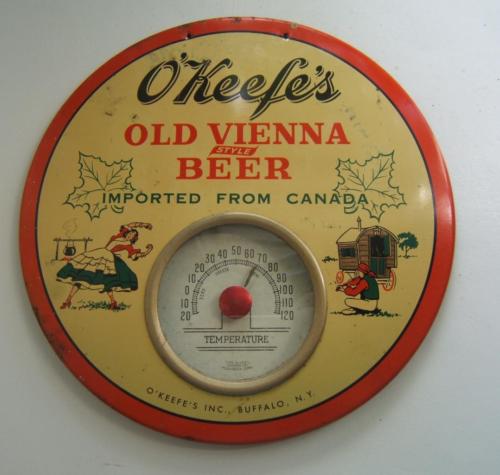 O'Keefe's
OLD VIENNA
STYLE
BEER
IMPORTED FROM CANADA
20 10 0 10 20 30 40 50 60 70 80 90 100 110 120
TEMPERATURE
O'KEEFE'S INC., BUFFALO, N.Y.